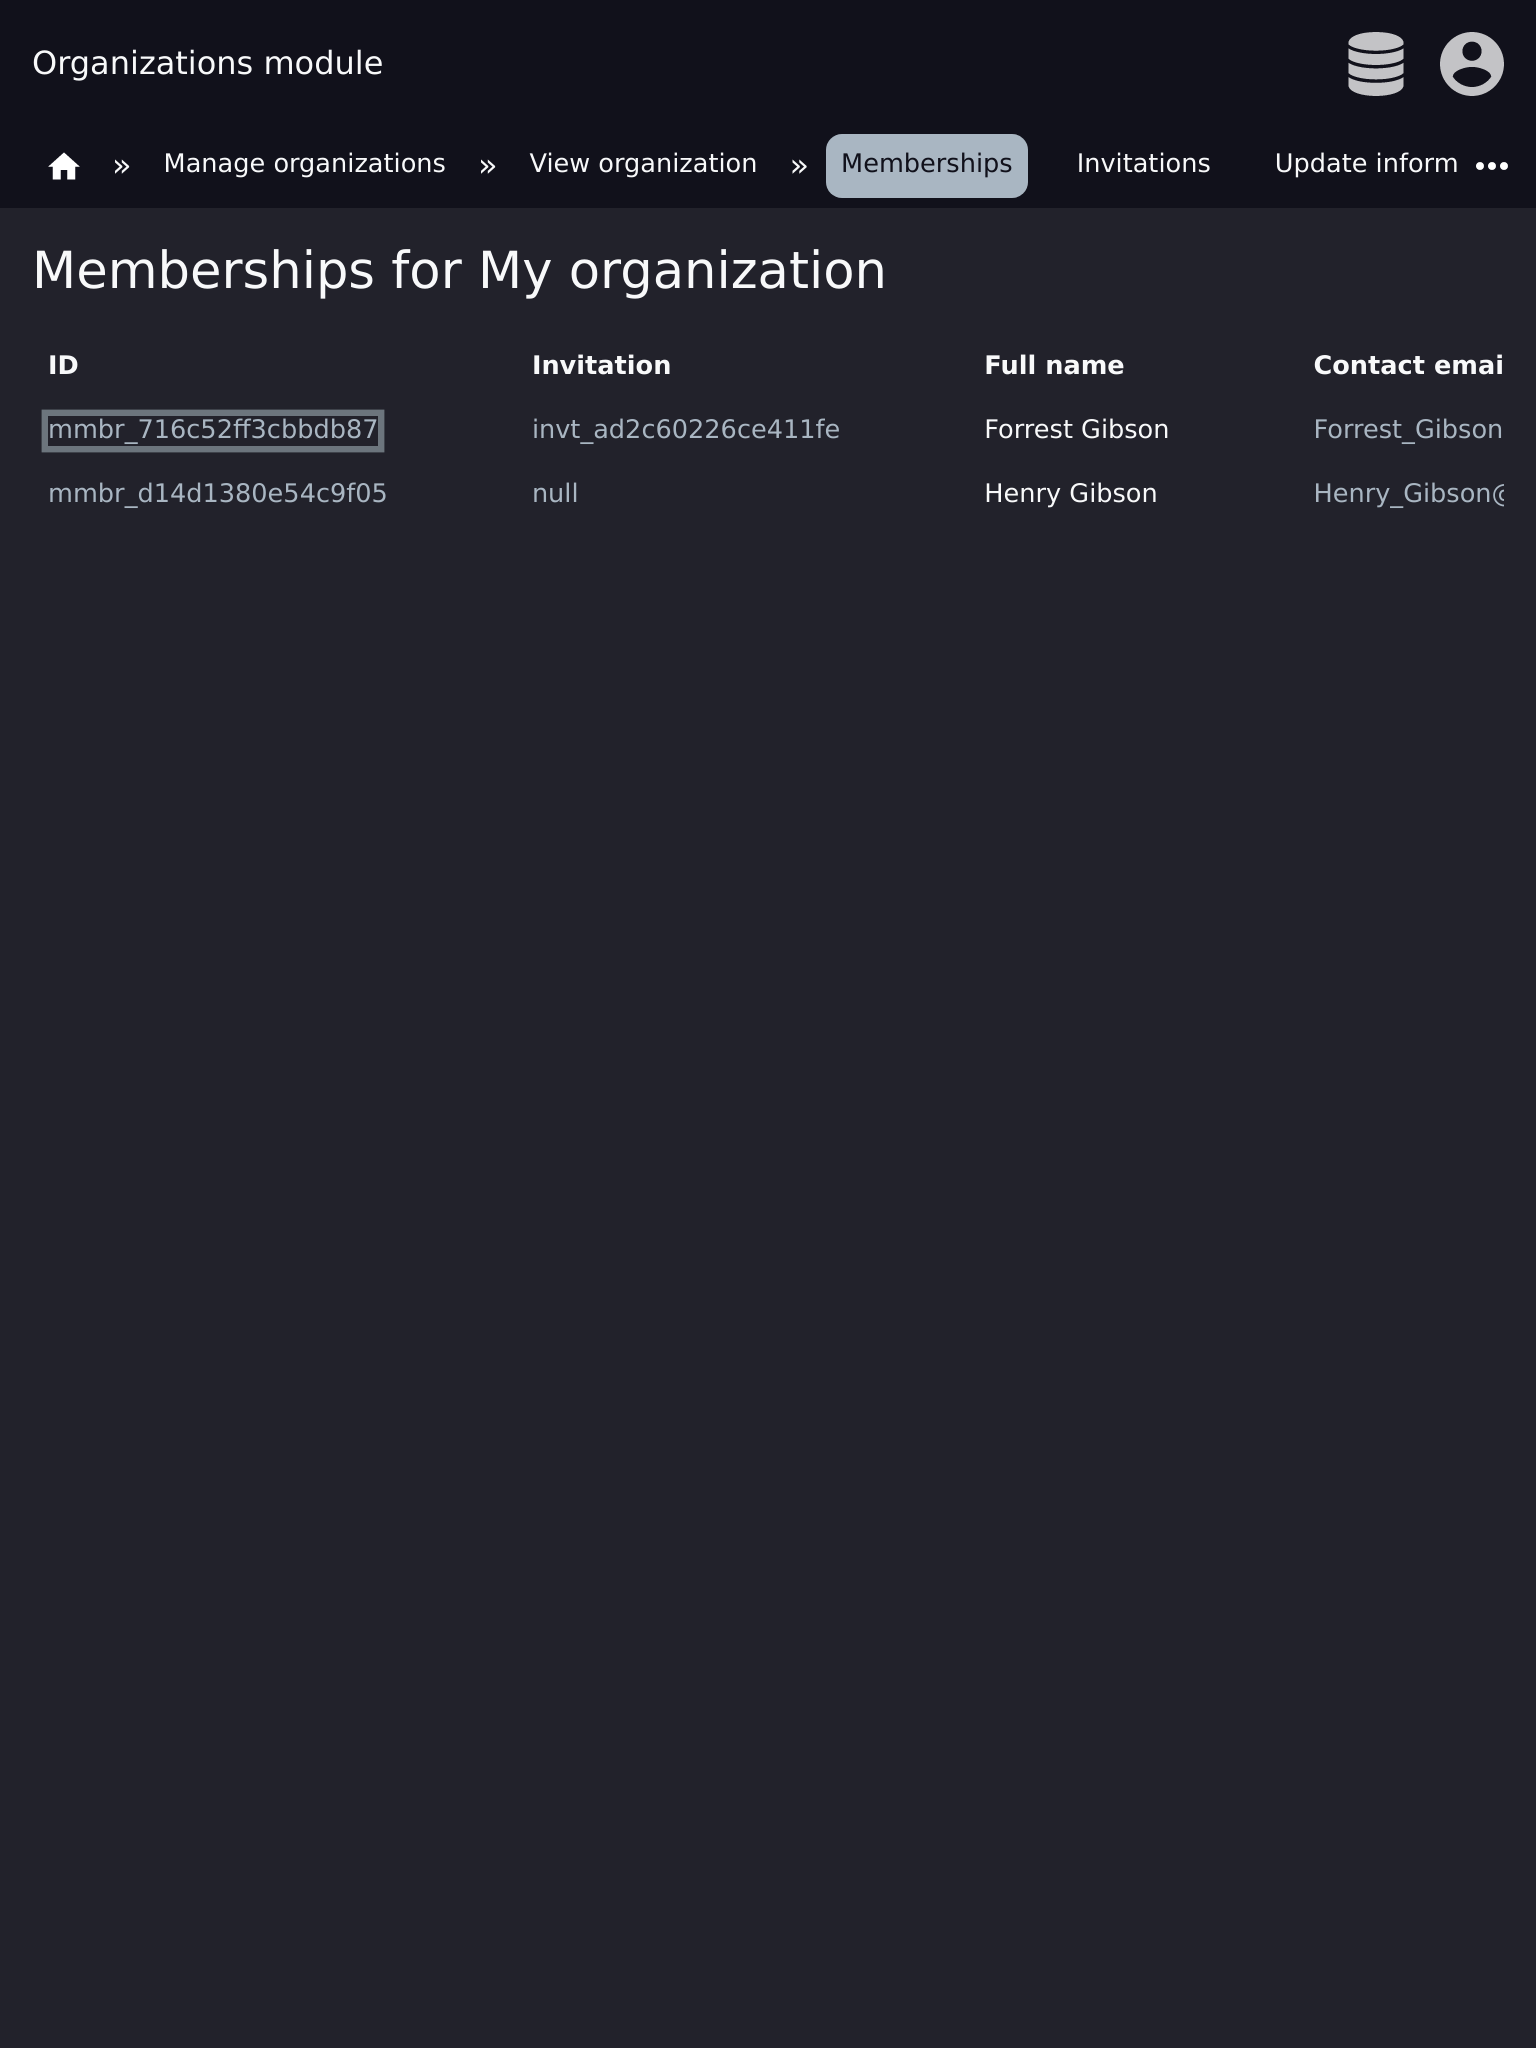 Organizations module
» Manage organizations » View organization » Memberships Invitations Update inform •••
Memberships for My organization
ID Invitation Full name Contact emai
mmbr_716c52ff3cbbdb87 invt_ad2c60226ce411fe Forrest Gibson Forrest_Gibson
mmbr_d14d1380e54c9f05 null Henry Gibson Henry_Gibson@